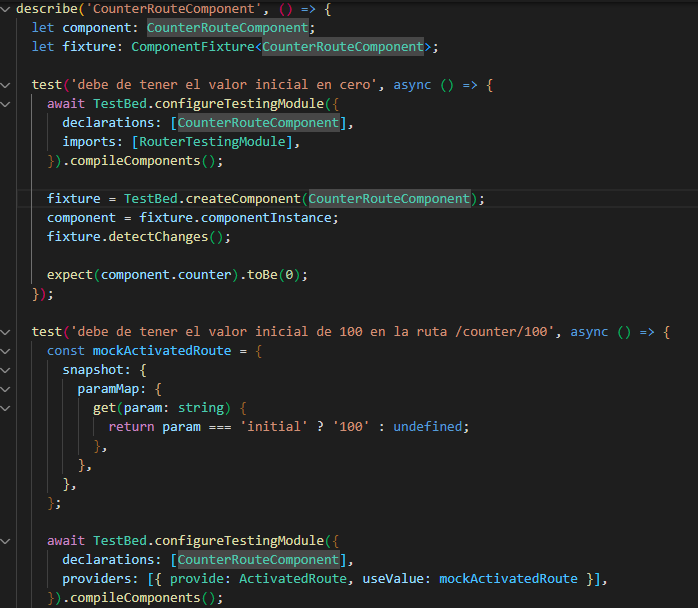 describe('CounterRouteComponent', () => {
let component: CounterRouteComponent;
let fixture: ComponentFixture<CounterRouteComponent>;
test('debe de tener el valor inicial en cero', async () => {
await TestBed.configureTestingModule({
declarations: [CounterRouteComponent],
imports: [RouterTestingModule],
}).compileComponents();
fixture = TestBed.createComponent(CounterRouteComponent);
component = fixture.componentInstance;
fixture.detectChanges();
expect(component.counter).toBe(0);
});
test('debe de tener el valor inicial de 100 en la ruta /counter/100', async () => {
const mockActivatedRoute = {
snapshot: {
paramMap: {
get(param: string) {
return param === 'initial' ? '100' : undefined;
},
},
},
};
await TestBed.configureTestingModule({
declarations: [CounterRouteComponent],
providers: [{ provide: ActivatedRoute, useValue: mockActivatedRoute }],
}).compileComponents();